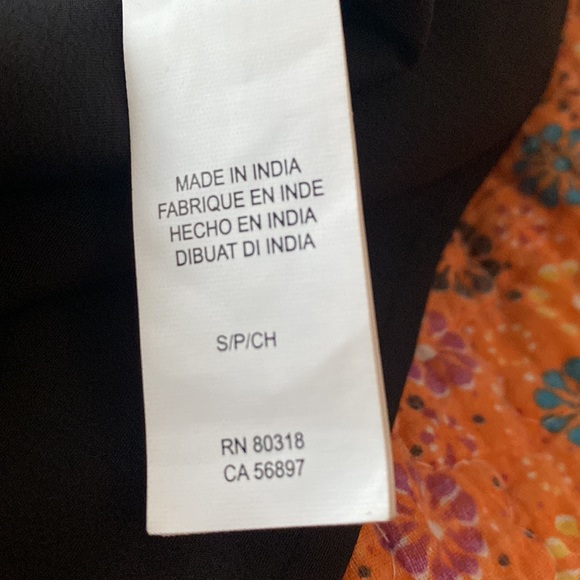 MADE IN INDIA
FABRIQUE EN INDE
HECHO EN INDIA
DIBUAT DI INDIA
S/P/CH
RN 80318
CA 56897